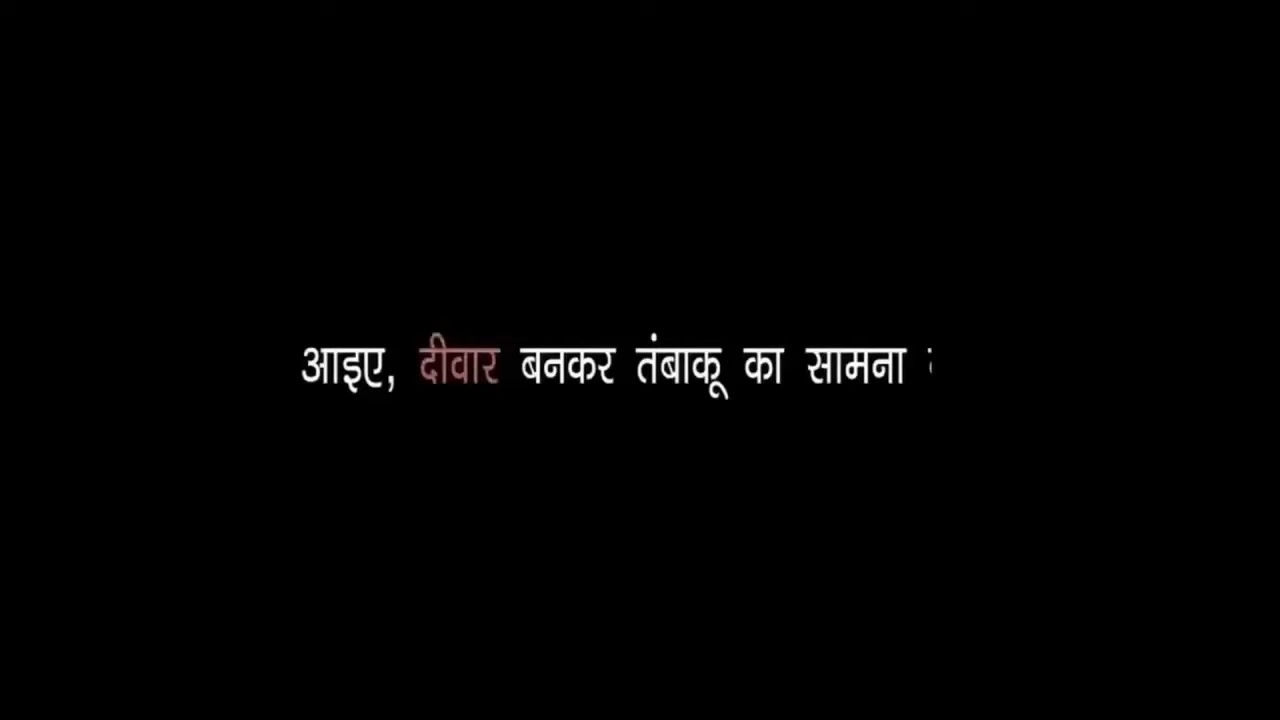 आइए, दीवार बनकर तंबाकू का सामना